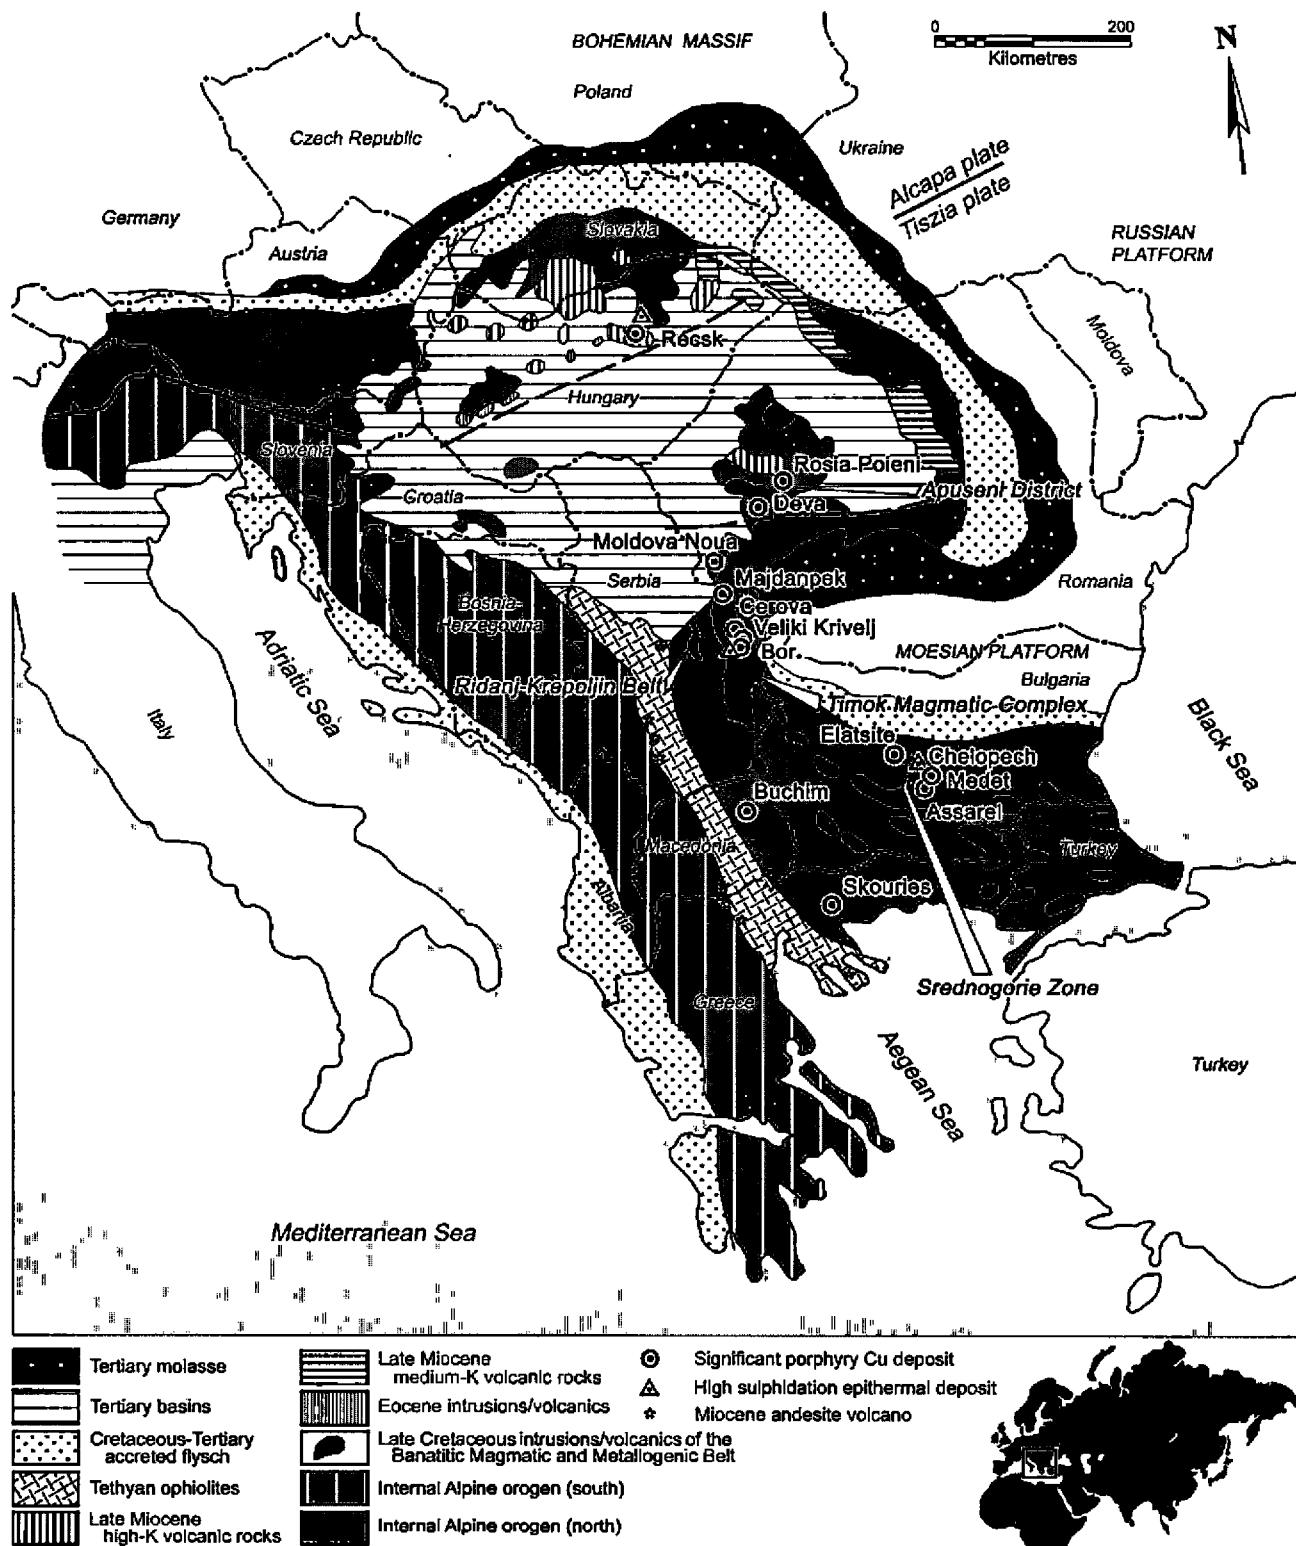 BOHEMIAN MASSIF
0 200
Kilometres
N
Poland
Czech Republic
Ukraine
Alcapa plate
Tiszia plate
Germany
Slovakia
RUSSIAN
PLATFORM
Austria
Moldova
Recsk
Hungary
Slovenia
Rosia Poieni
Croatia
Apuseni District
Deva
Moldova Noua
Serbia
Majdanpek
Romania
Bosnia-
Herzegovina
Cerova
Veliki Krivelj
Bor
MOESIAN PLATFORM
Adriatic Sea
Ridanj-Krepoljin Belt
Bulgaria
Timok Magmatic Complex
Italy
Elatsite
Black Sea
Chelopech
Medet
Buchim
Assarel
Macedonia
Turkey
Albania
Skouries
Srednogorie Zone
Greece
Aegean Sea
Turkey
Mediterranean Sea
Tertiary molasse
Tertiary basins
Cretaceous-Tertiary
accreted flysch
Tethyan ophiolites
Late Miocene
high-K volcanic rocks
Late Miocene
medium-K volcanic rocks
Eocene intrusions/volcanics
Late Cretaceous intrusions/volcanics of the
Banatitic Magmatic and Metallogenic Belt
Internal Alpine orogen (south)
Internal Alpine orogen (north)
Significant porphyry Cu deposit
High sulphidation epithermal deposit
Miocene andesite volcano